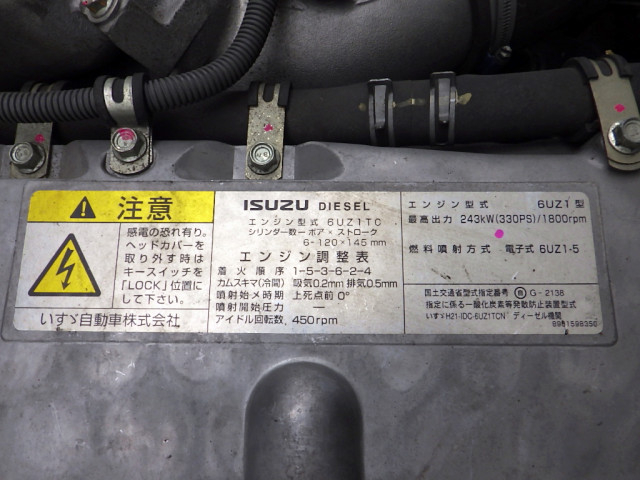 注意
感電の恐れ有り。
ヘッドカバーを
取り外す時は
キースイッチを
「LOCK」位置に
して下さい。
いすゞ自動車株式会社
ISUZU DIESEL
エンジン型式 6UZ1TC
シリンダ数ーボア × ストローク
6-120×145mm
エンジン調整表
着火順序 1-5-3-6-2-4
カムスキマ(冷間) 吸気0.2mm 排気0.5mm
噴射始メ時期 上死点前 0°
噴射開始圧力
アイドル回転数, 450rpm
エンジン型式 6UZ1型
最高出力 243kW(330PS)/1800rpm
燃料噴射方式 電子式 6UZ1-5
国土交通省型式指定番号 G-2138
指定に係る一酸化炭素等発散防止装置型式
いすゞH21-IDC-6UZ1TCN ディーゼル機関
8981598350